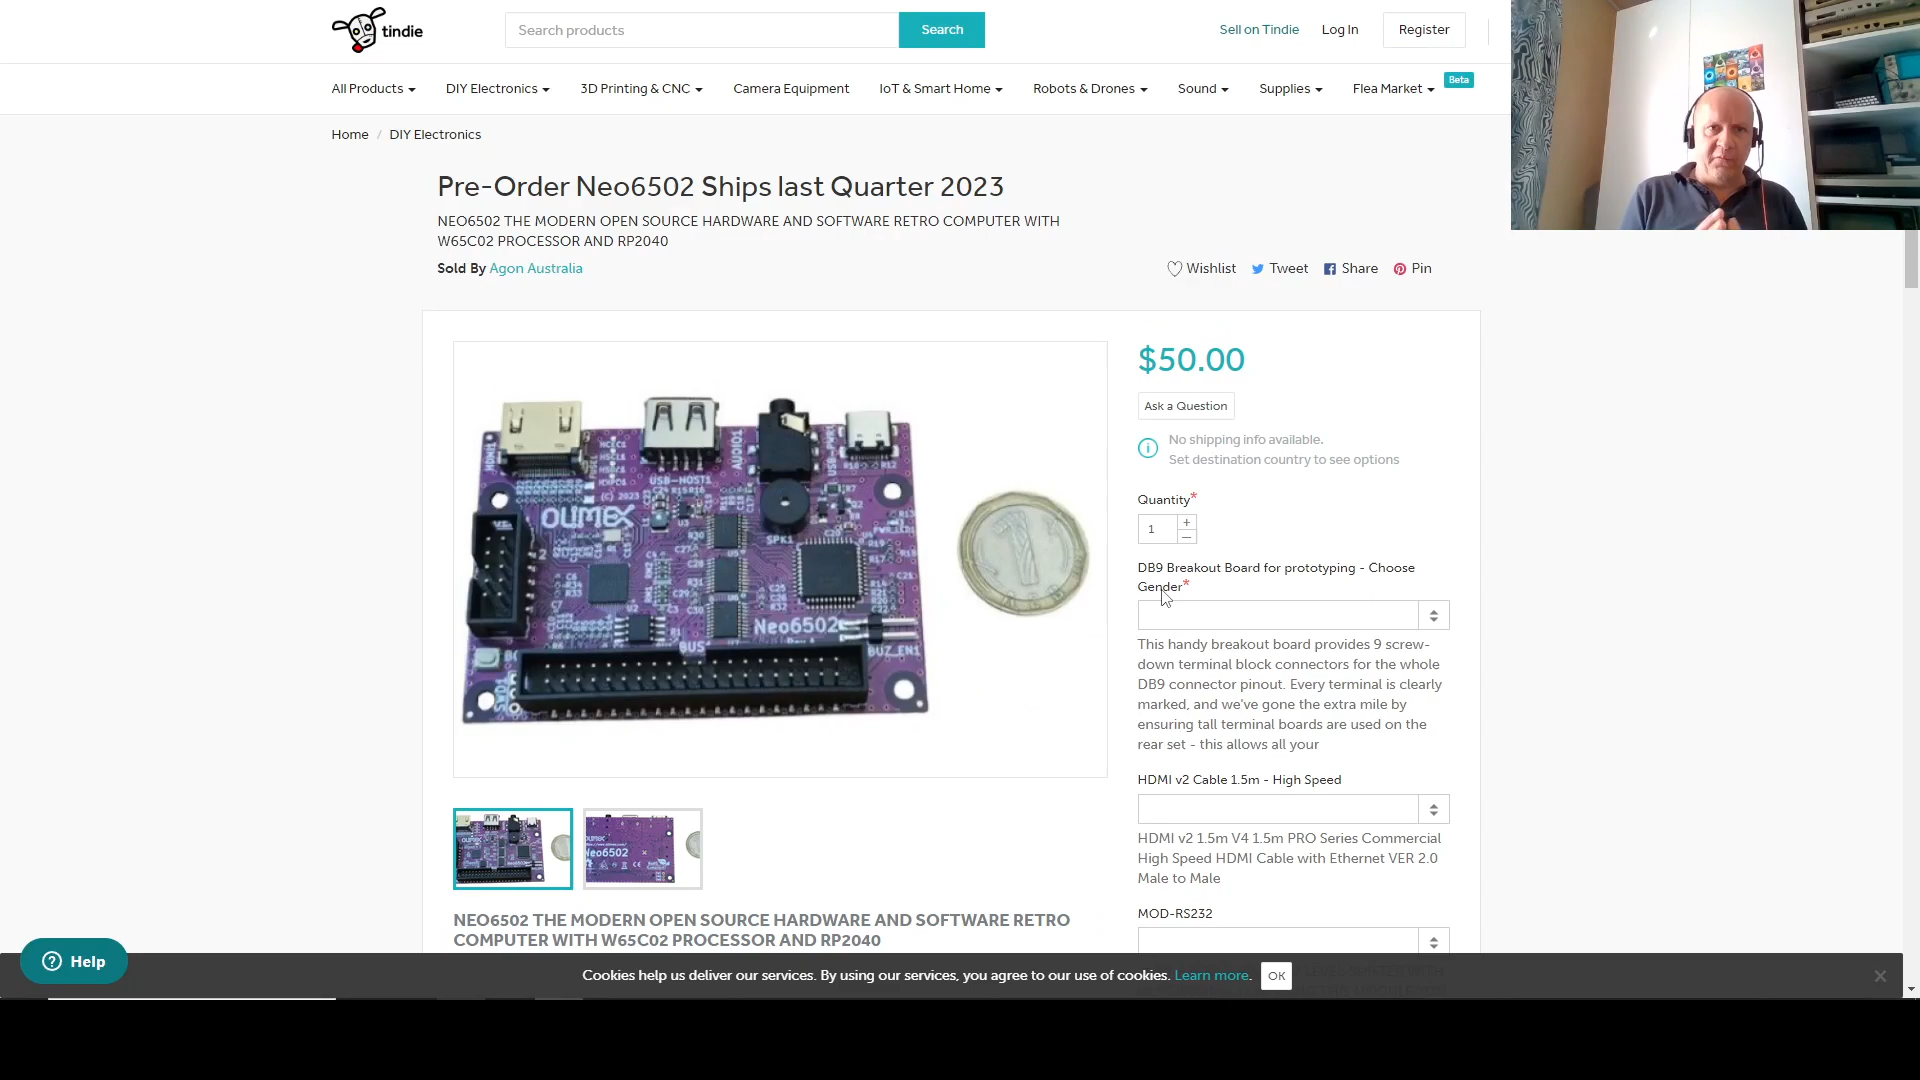 tindie
Search products
Search
Sell on Tindie
Log In
Register
All Products
DIY Electronics
3D Printing & CNC
Camera Equipment
IoT & Smart Home
Robots & Drones
Sound
Supplies
Flea Market
Beta
Home / DIY Electronics
Pre-Order Neo6502 Ships last Quarter 2023
NEO6502 THE MODERN OPEN SOURCE HARDWARE AND SOFTWARE RETRO COMPUTER WITH
W65C02 PROCESSOR AND RP2040
Sold By Agon Australia
Wishlist
Tweet
Share
Pin
HDMI1
USB-HOST1
AUDIO1
(C) 2023
OLIMEX
SPK1
Neo6502
BUS
BUZ_EN1
$50.00
Ask a Question
No shipping info available.
Set destination country to see options
Quantity*
1
DB9 Breakout Board for prototyping - Choose
Gender*
This handy breakout board provides 9 screw-
down terminal block connectors for the whole
DB9 connector pinout. Every terminal is clearly
marked, and we've gone the extra mile by
ensuring tall terminal boards are used on the
rear set - this allows all your
HDMI v2 Cable 1.5m - High Speed
HDMI v2 1.5m V4 1.5m PRO Series Commercial
High Speed HDMI Cable with Ethernet VER 2.0
Male to Male
MOD-RS232
Neo6502
NEO6502 THE MODERN OPEN SOURCE HARDWARE AND SOFTWARE RETRO
COMPUTER WITH W65C02 PROCESSOR AND RP2040
Help
Cookies help us deliver our services. By using our services, you agree to our use of cookies. Learn more.
OK